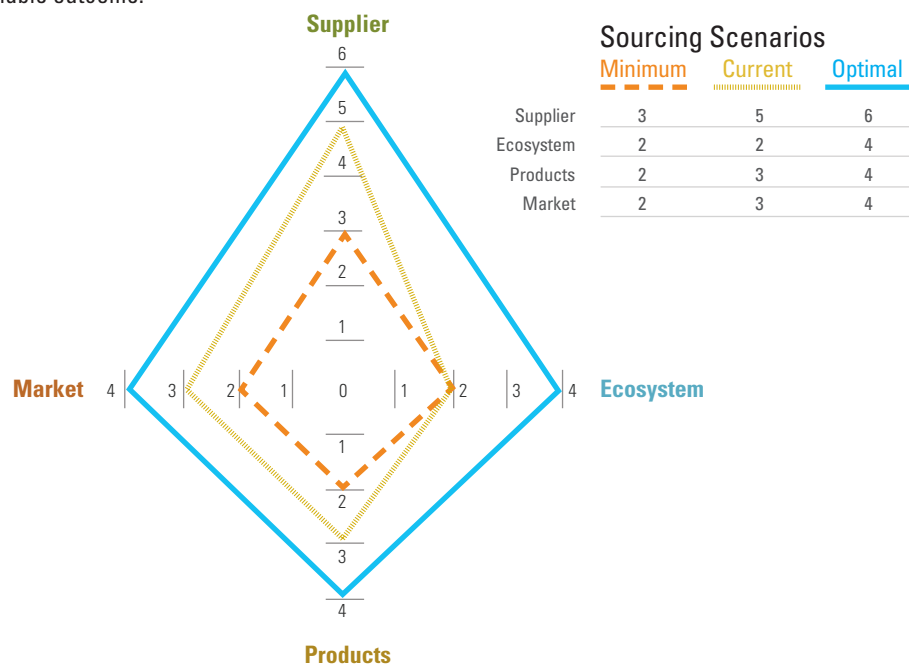 outcome.
Supplier
6
5
4
3
2
1
Market 4 3 2 1 0 1 2 3 4 Ecosystem
1
2
3
4
Products
Sourcing Scenarios
Minimum Current Optimal
Supplier 3 5 6
Ecosystem 2 2 4
Products 2 3 4
Market 2 3 4